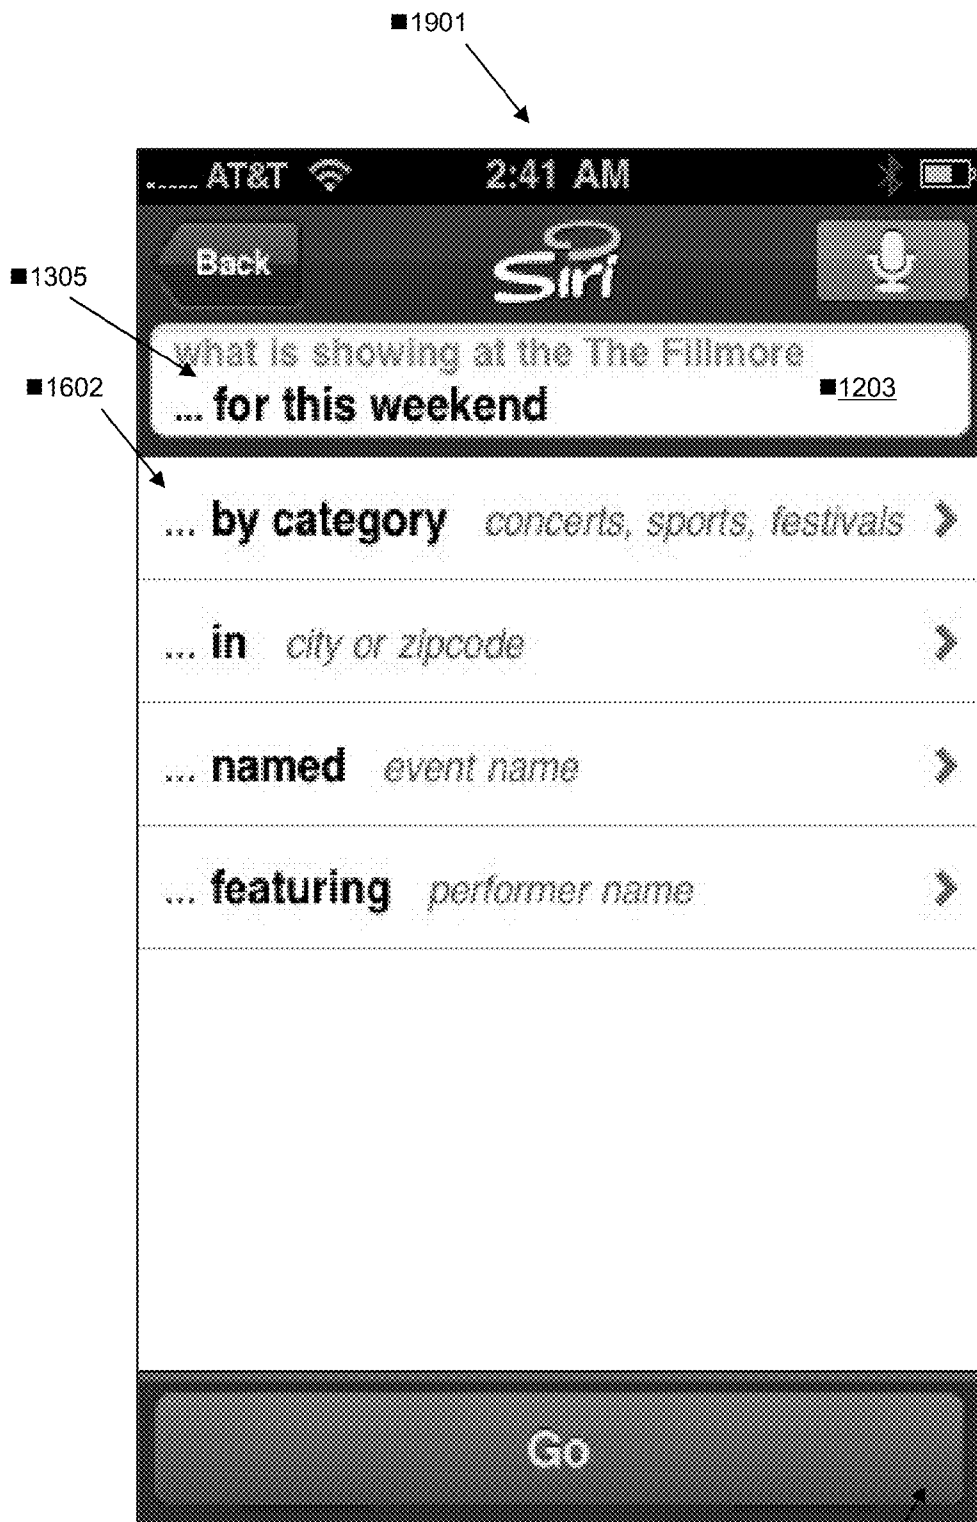 ■1901
AT&T 2:41 AM
Back Siri
■1305
what is showing at the The Fillmore
■1602
... for this weekend ■1203
... by category concerts, sports, festivals
... in city or zipcode
... named event name
... featuring performer name
Go